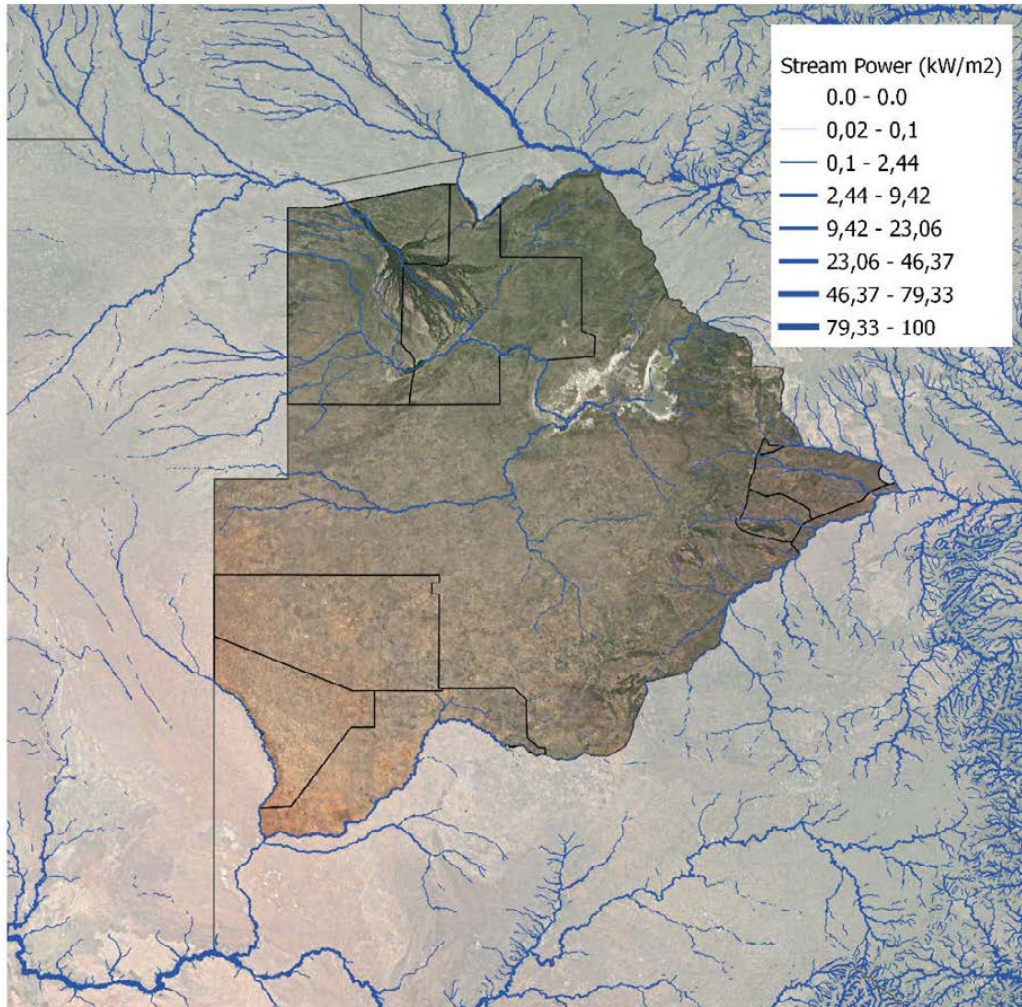 Stream Power (kW/m2)
0.0 - 0.0
0,02 - 0,1
0,1 - 2,44
2,44 - 9,42
9,42 - 23,06
23,06 - 46,37
46,37 - 79,33
79,33 - 100